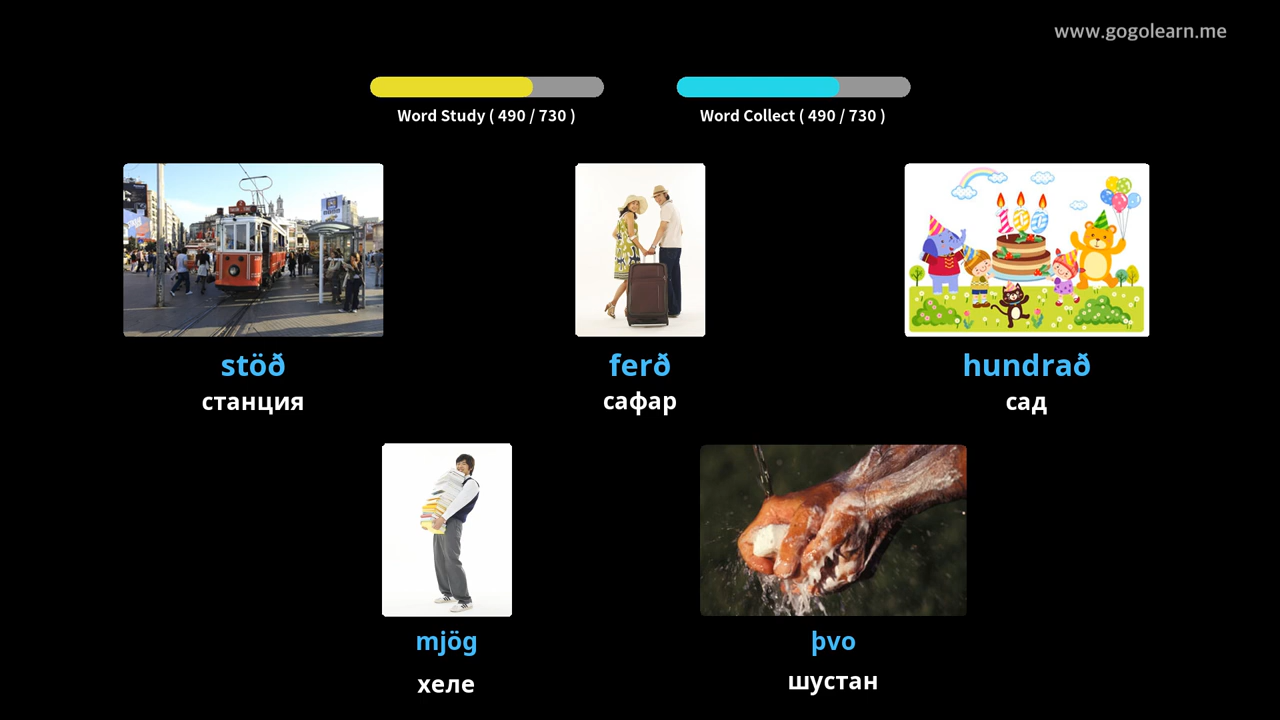 www.gogolearn.me
Word Study ( 490 / 730 )
Word Collect ( 490 / 730 )
100
stöð
станция
ferð
сафар
hundrað
сад
mjög
хеле
þvo
шустан